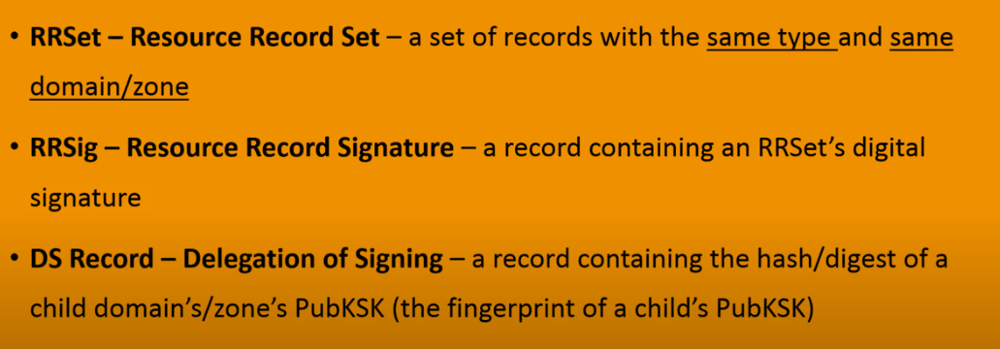 • RRSet – Resource Record Set – a set of records with the same type and same
domain/zone
• RRSig – Resource Record Signature – a record containing an RRSet’s digital
signature
• DS Record – Delegation of Signing – a record containing the hash/digest of a
child domain’s/zone’s PubKSK (the fingerprint of a child’s PubKSK)